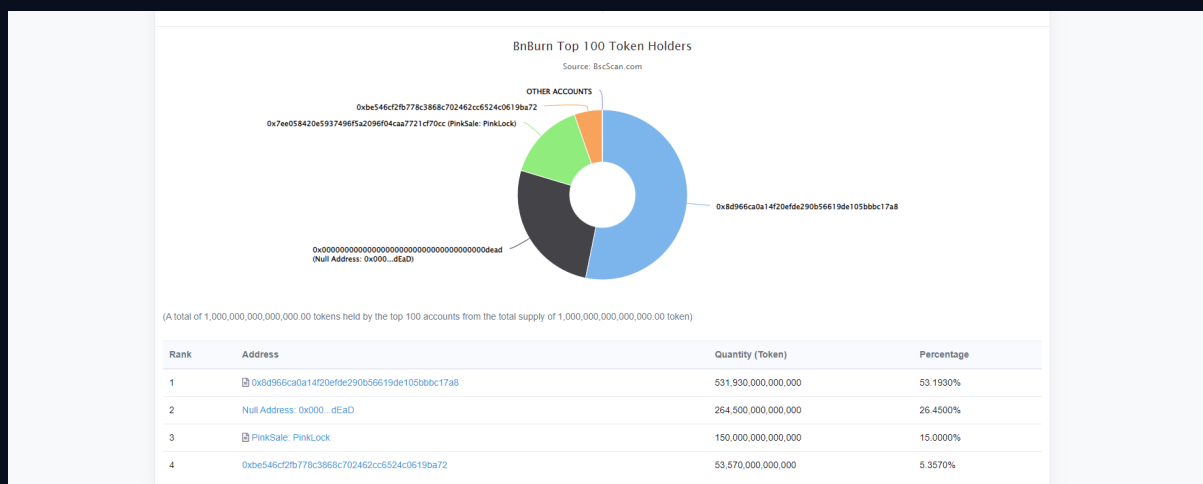 BnBurn Top 100 Token Holders
Source: BscScan.com
OTHER ACCOUNTS
0xbe546cf2fb778c3868c702462cc6524c0619ba72
0x7ee058420e5937496f5a2096f04caa7721cf70cc (PinkSale: PinkLock)
0x8d966ca0a14f20efde290b56619de105bbbc17a8
0x000000000000000000000000000000000000dead
(Null Address: 0x000...dEaD)
(A total of 1,000,000,000,000,000.00 tokens held by the top 100 accounts from the total supply of 1,000,000,000,000,000.00 token)
Rank Address Quantity (Token) Percentage
1 0x8d966ca0a14f20efde290b56619de105bbbc17a8 531,930,000,000,000 53.1930%
2 Null Address: 0x000...dEaD 264,500,000,000,000 26.4500%
3 PinkSale: PinkLock 150,000,000,000,000 15.0000%
4 0xbe546cf2fb778c3868c702462cc6524c0619ba72 53,570,000,000,000 5.3570%